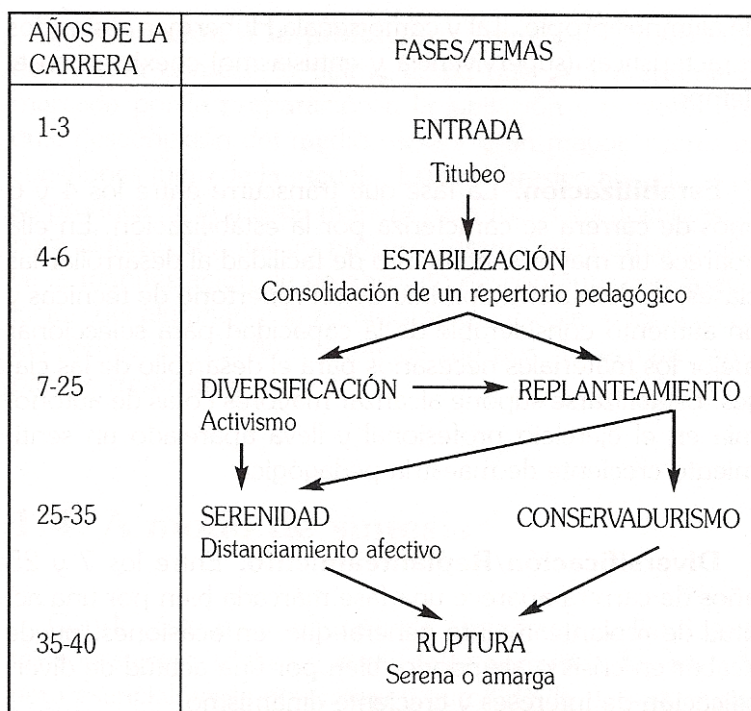 AÑOS DE LA
CARRERA
FASES/TEMAS
1-3
ENTRADA
Titubeo
4-6
ESTABILIZACIÓN
Consolidación de un repertorio pedagógico
7-25
DIVERSIFICACIÓN
REPLANTEAMIENTO
Activismo
25-35
SERENIDAD
CONSERVADURISMO
Distanciamiento afectivo
35-40
RUPTURA
Serena o amarga